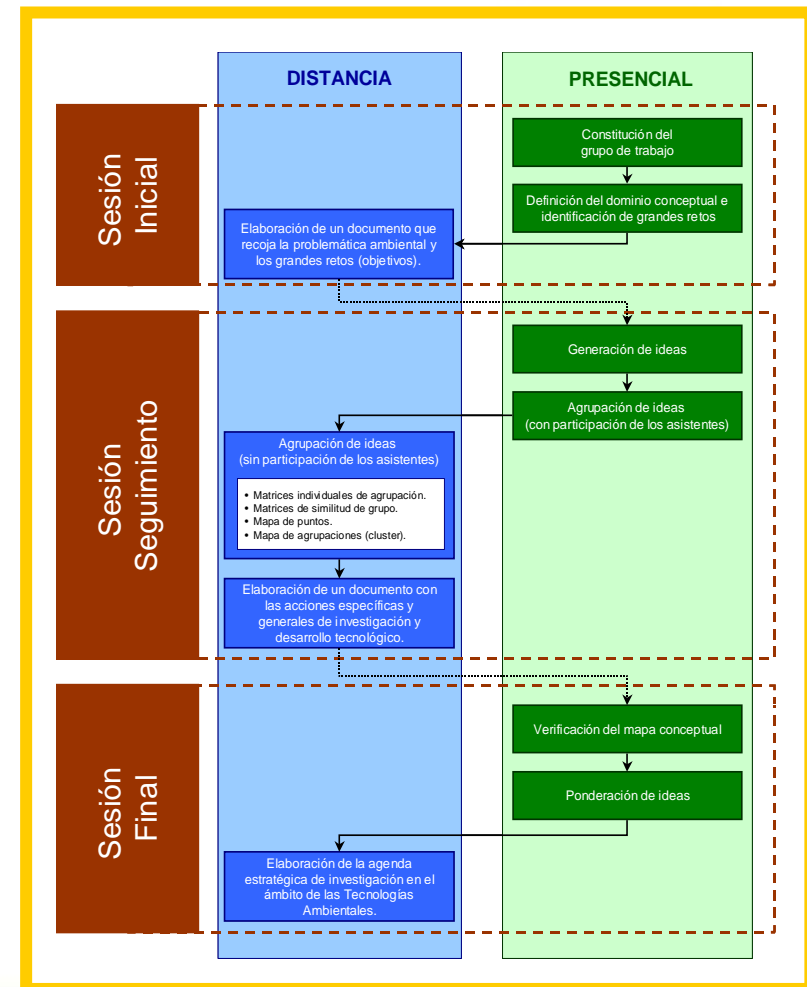 DISTANCIA
PRESENCIAL
Sesión
Inicial
Constitución del
grupo de trabajo
Definición del dominio conceptual e
identificación de grandes retos
Elaboración de un documento que
recoja la problemática ambiental y
los grandes retos (objetivos).
Sesión
Seguimiento
Generación de ideas
Agrupación de ideas
(con participación de los asistentes)
Agrupación de ideas
(sin participación de los asistentes)
• Matrices individuales de agrupación.
• Matrices de similitud de grupo.
• Mapa de puntos.
• Mapa de agrupaciones (cluster).
Elaboración de un documento con
las acciones específicas y
generales de investigación y
desarrollo tecnológico.
Sesión
Final
Verificación del mapa conceptual
Ponderación de ideas
Elaboración de la agenda
estratégica de investigación en el
ámbito de las Tecnologías
Ambientales.